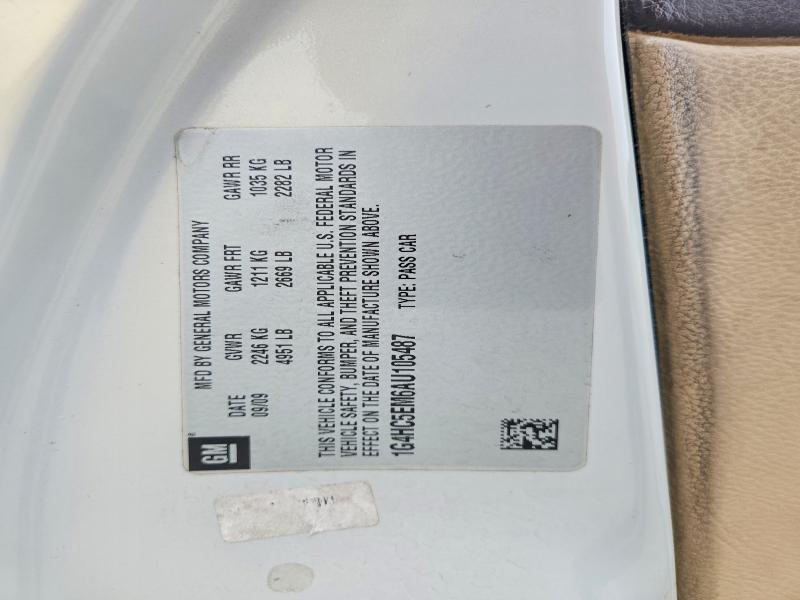 GM
MFD BY GENERAL MOTORS COMPANY
DATE GVWR GAWR FRT GAWR RR
09/09 2246 KG 1211 KG 1035 KG
4951 LB 2669 LB 2282 LB
THIS VEHICLE CONFORMS TO ALL APPLICABLE U.S. FEDERAL MOTOR
VEHICLE SAFETY, BUMPER, AND THEFT PREVENTION STANDARDS IN
EFFECT ON THE DATE OF MANUFACTURE SHOWN ABOVE.
1G4HC5EM6AU105487 TYPE: PASS CAR